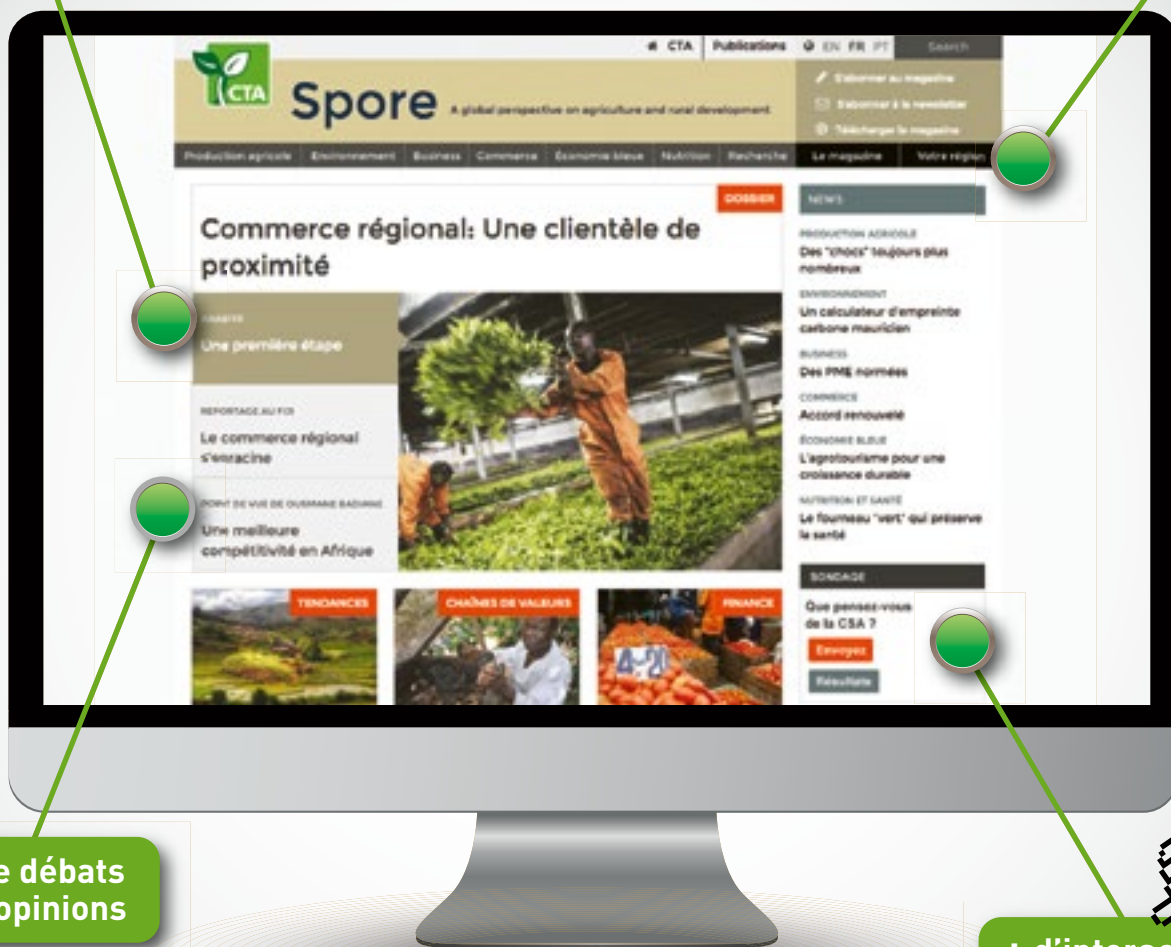 CTA Publications EN FR PT Search
CTA
Spore A global perspective on agriculture and rural development
S'abonner au magazine
S'abonner à la newsletter
Télécharger le magazine
Production agricole Environnement Business Commerce Économie bleue Nutrition Recherche Le magazine Votre région
DOSSIER
Commerce régional: Une clientèle de
proximité
Une première étape
REPORTAGE AU FIJI
Le commerce régional
s'enracine
POINT DE VUE DE OUSMANE BADIANE
Une meilleure
compétitivité en Afrique
TENDANCES
CHAÎNES DE VALEURS
FINANCE
4-20
NEWS
PRODUCTION AGRICOLE
Des "chocs" toujours plus
nombreux
ENVIRONNEMENT
Un calculateur d'empreinte
carbone mauricien
BUSINESS
Des PME normées
COMMERCE
Accord renouvelé
ÉCONOMIE BLEUE
L'agrotourisme pour une
croissance durable
NUTRITION ET SANTÉ
Le fourneau "vert" qui préserve
la santé
SONDAGE
Que pensez-vous
de la CSA ?
Envoyez
Résultats
e débats
opinions